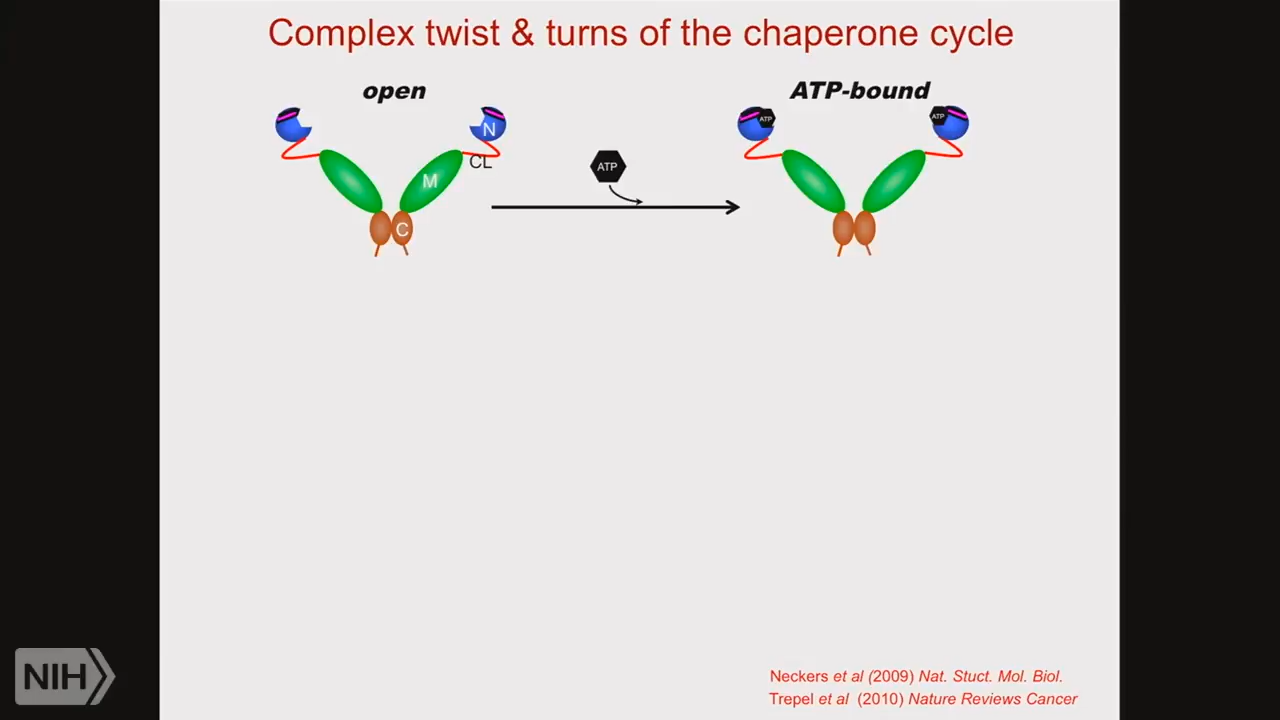 Complex twist & turns of the chaperone cycle
open
ATP-bound
N
CL
M
C
ATP
ATP
ATP
Neckers et al (2009) Nat. Stuct. Mol. Biol.
Trepel et al (2010) Nature Reviews Cancer
NIH